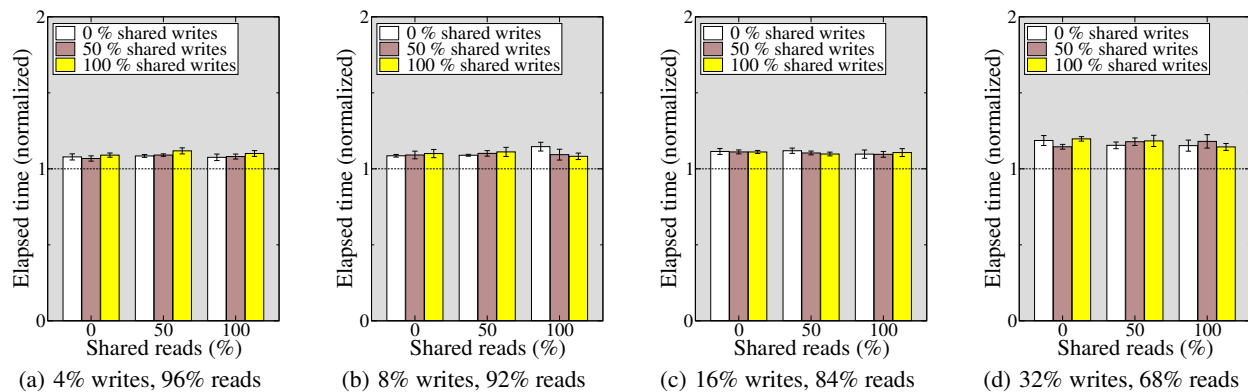 2
0 % shared writes
50 % shared writes
100 % shared writes
1
0
Elapsed time (normalized)
0 50 100
Shared reads (%)
(a) 4% writes, 96% reads
2
0 % shared writes
50 % shared writes
100 % shared writes
1
0
Elapsed time (normalized)
0 50 100
Shared reads (%)
(b) 8% writes, 92% reads
2
0 % shared writes
50 % shared writes
100 % shared writes
1
0
Elapsed time (normalized)
0 50 100
Shared reads (%)
(c) 16% writes, 84% reads
2
0 % shared writes
50 % shared writes
100 % shared writes
1
0
Elapsed time (normalized)
0 50 100
Shared reads (%)
(d) 32% writes, 68% reads